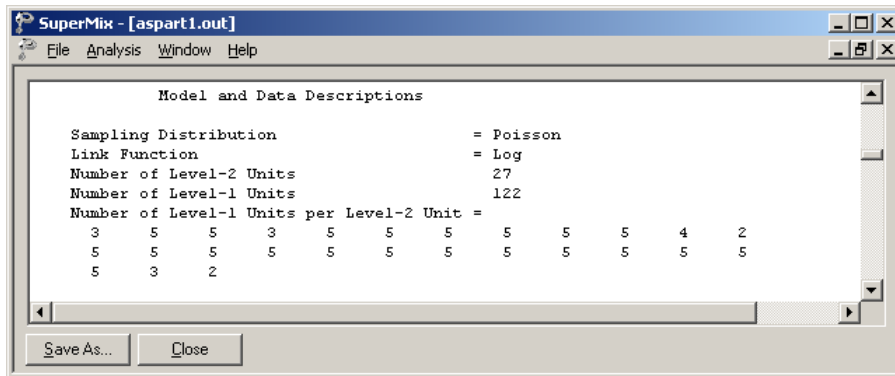 SuperMix - [aspart1.out]
File Analysis Window Help
Model and Data Descriptions
Sampling Distribution = Poisson
Link Function = Log
Number of Level-2 Units 27
Number of Level-1 Units 122
Number of Level-1 Units per Level-2 Unit =
3 5 5 3 5 5 5 5 5 5 4 2
5 5 5 5 5 5 5 5 5 5 5 5
5 3 2
Save As... Close